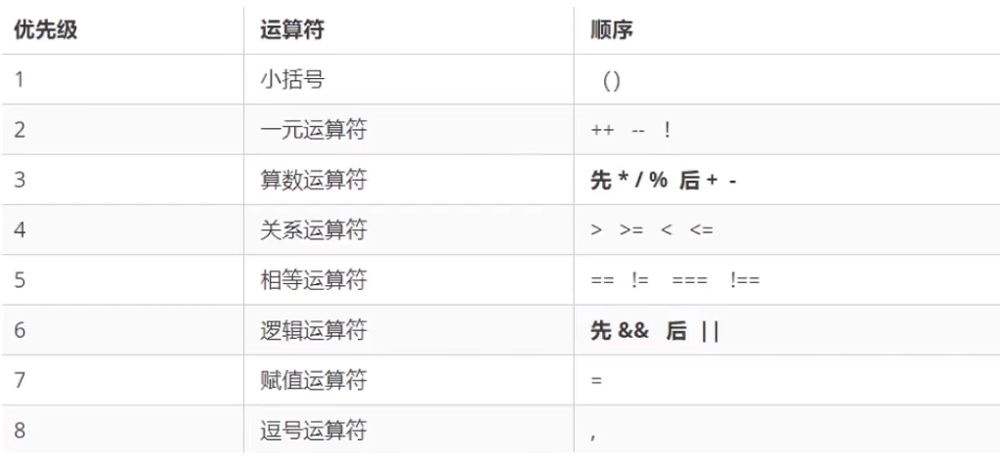 优先级 运算符 顺序
1 小括号 ()
2 一元运算符 ++ -- !
3 算数运算符 先 * / % 后 + -
4 关系运算符 > >= < <=
5 相等运算符 == != === !==
6 逻辑运算符 先 && 后 ||
7 赋值运算符 =
8 逗号运算符 ,